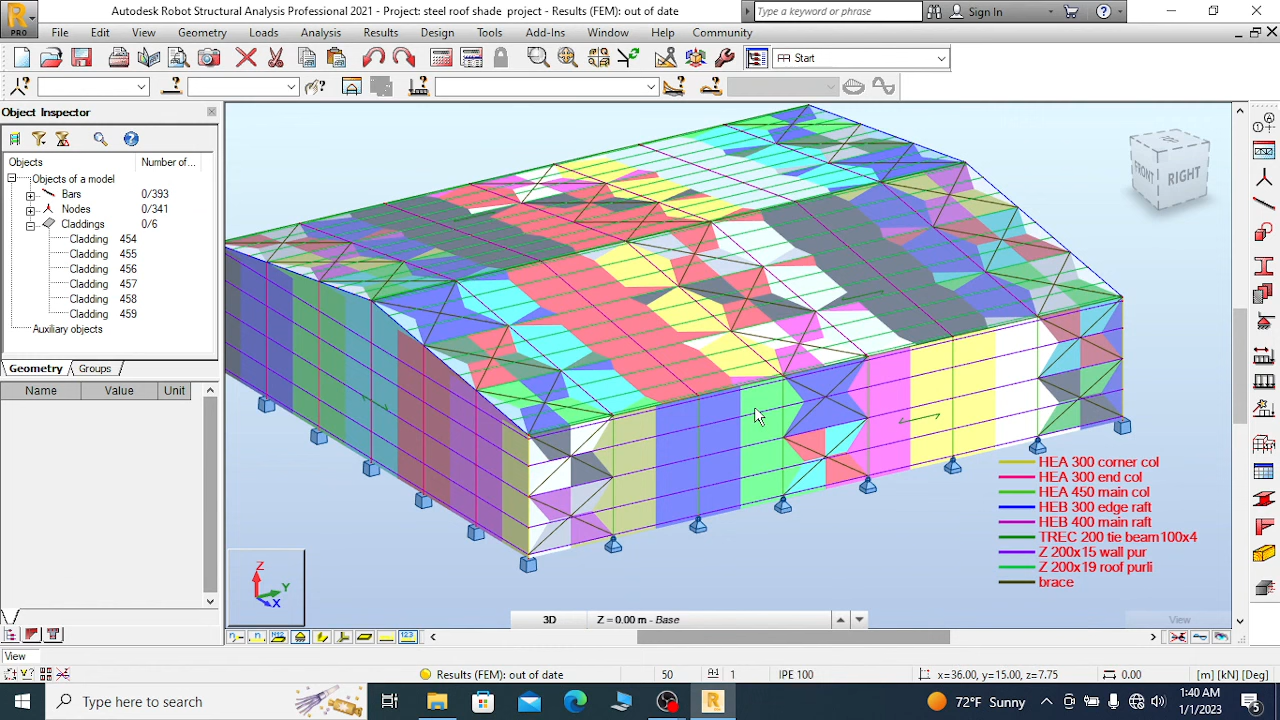 Autodesk Robot Structural Analysis Professional 2021 - Project: steel roof shade project - Results (FEM): out of date
Type a keyword or phrase
Sign In
PRO
File Edit View Geometry Loads Analysis Results Design Tools Add-Ins Window Help Community
Start
Object Inspector
Objects Number of...
Objects of a model
Bars 0/393
Nodes 0/341
Claddings 0/6
Cladding 454
Cladding 455
Cladding 456
Cladding 457
Cladding 458
Cladding 459
Auxiliary objects
Geometry Groups
Name Value Unit
FRONT RIGHT
HEA 300 corner col
HEA 300 end col
HEA 450 main col
HEB 300 edge raft
HEB 400 main raft
TREC 200 tie beam100x4
Z 200x15 wall pur
Z 200x19 roof purli
brace
Z
Y
X
3D Z = 0.00 m - Base
View
View
Results (FEM): out of date 50 1 IPE 100 x=36.00, y=15.00, z=7.75 0.00 [m] [kN] [Deg]
Type here to search
72°F Sunny
1:40 AM
1/1/2023
5